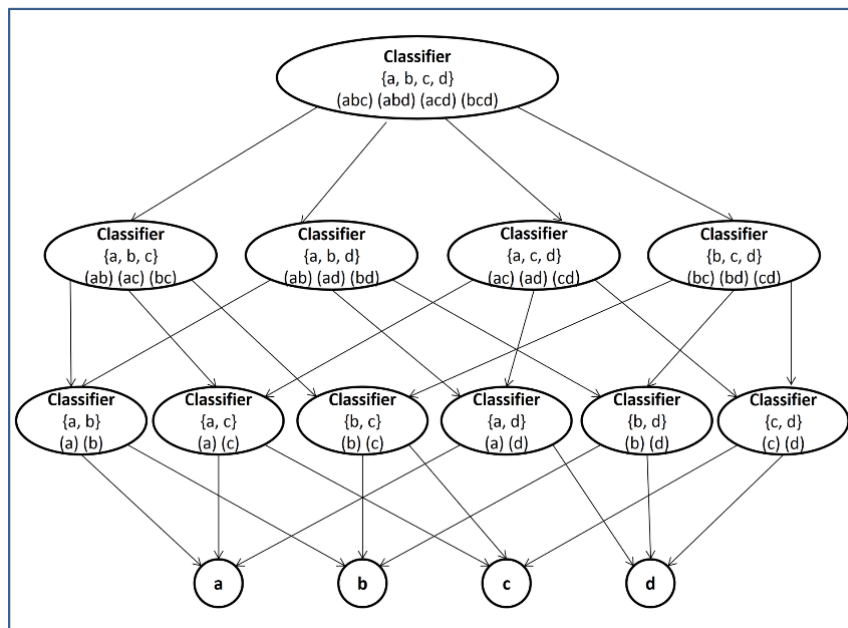 Classifier
{a, b, c, d}
(abc) (abd) (acd) (bcd)
Classifier
{a, b, c}
(ab) (ac) (bc)
Classifier
{a, b, d}
(ab) (ad) (bd)
Classifier
{a, c, d}
(ac) (ad) (cd)
Classifier
{b, c, d}
(bc) (bd) (cd)
Classifier
{a, b}
(a) (b)
Classifier
{a, c}
(a) (c)
Classifier
{b, c}
(b) (c)
Classifier
{a, d}
(a) (d)
Classifier
{b, d}
(b) (d)
Classifier
{c, d}
(c) (d)
a
b
c
d